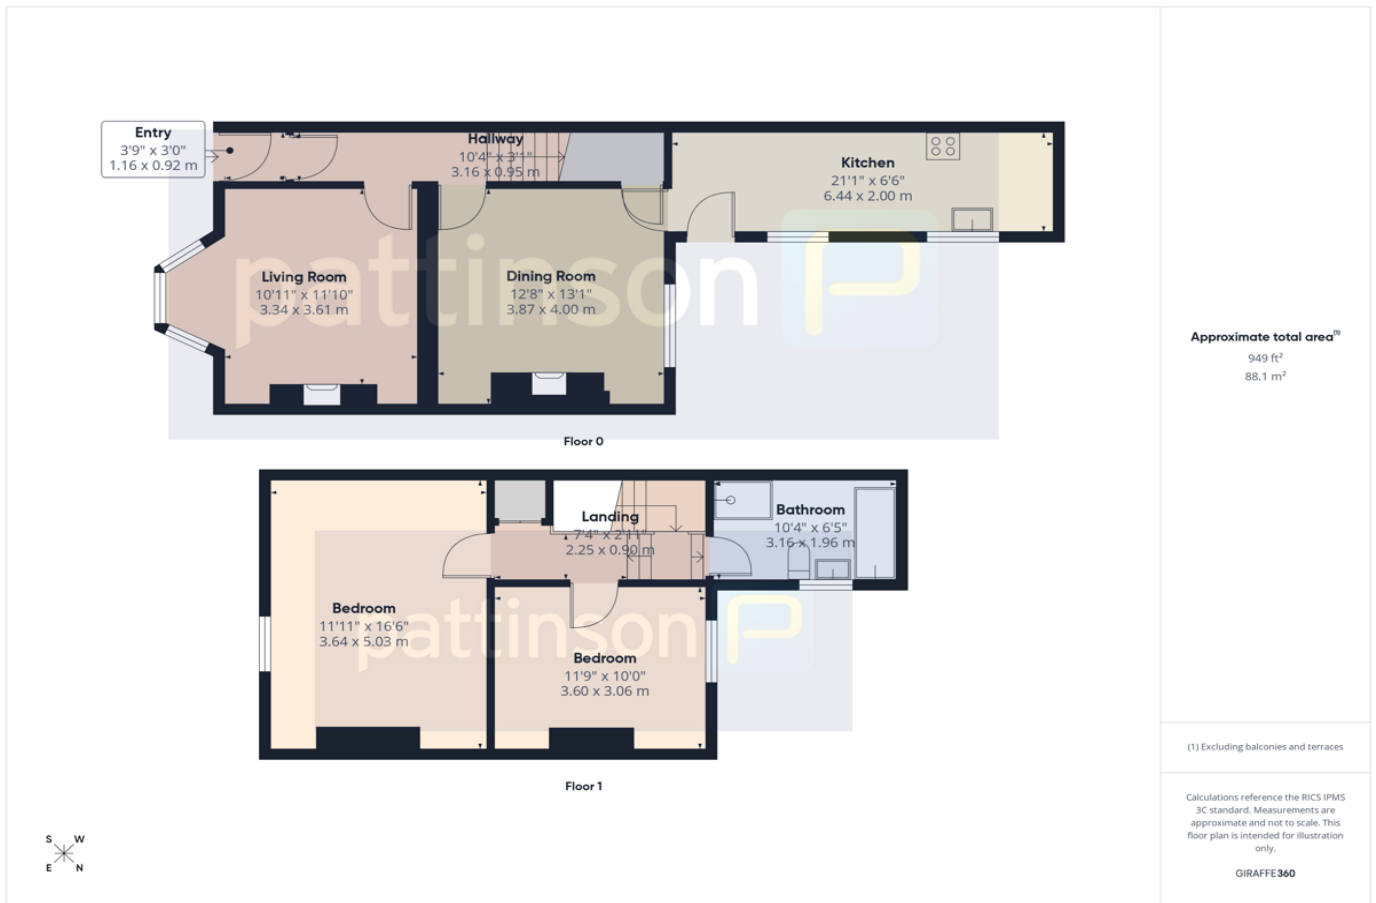 Entry
3'9" x 3'0"
1.16 x 0.92 m
Hallway
10'4" x 3'1"
3.16 x 0.95 m
Kitchen
21'1" x 6'6"
6.44 x 2.00 m
Living Room
10'11" x 11'10"
3.34 x 3.61 m
Dining Room
12'8" x 13'1"
3.87 x 4.00 m
pattinson
Floor 0
Landing
7'4" x 2'11"
2.25 x 0.90 m
Bathroom
10'4" x 6'5"
3.16 x 1.96 m
Bedroom
11'11" x 16'6"
3.64 x 5.03 m
pattinson
Bedroom
11'9" x 10'0"
3.60 x 3.06 m
Floor 1
S W
E N
Approximate total area(1)
949 ft²
88.1 m²
(1) Excluding balconies and terraces
Calculations reference the RICS IPMS
3C standard. Measurements are
approximate and not to scale. This
floor plan is intended for illustration
only.
GIRAFFE360